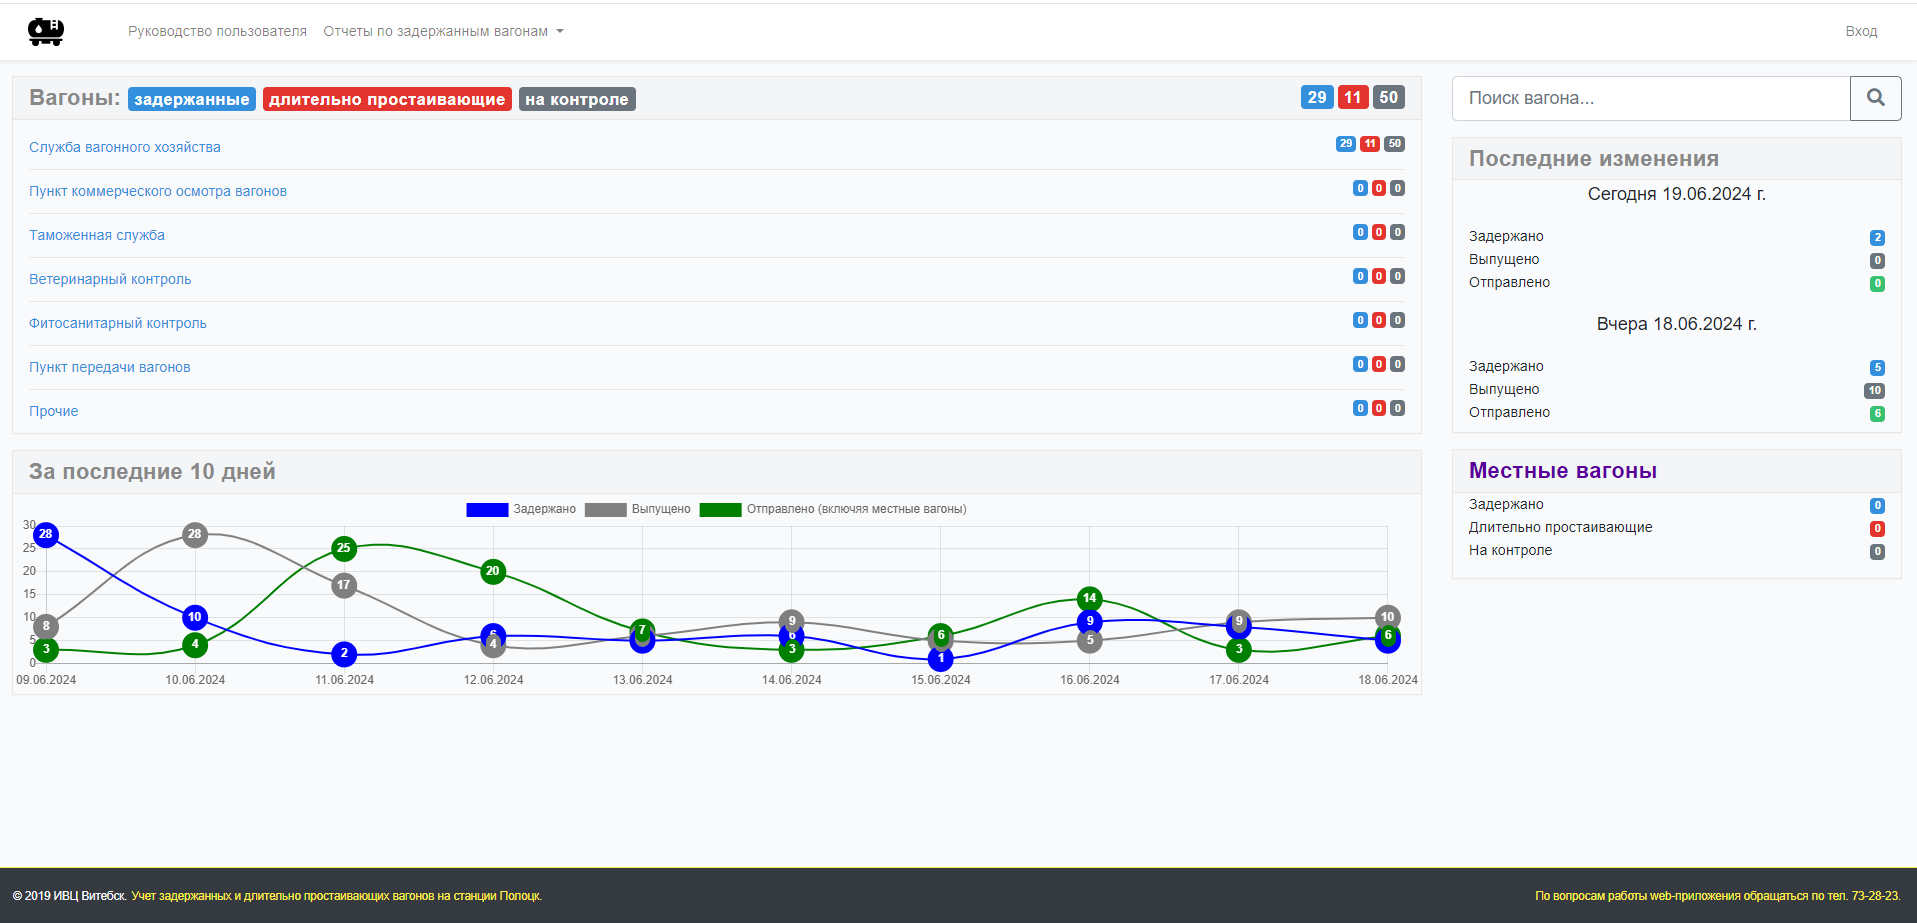 Руководство пользователя Отчеты по задержанным вагонам Вход
Вагоны: задержанные длительно простаивающие на контроле 29 11 50
Служба вагонного хозяйства 29 11 50
Пункт коммерческого осмотра вагонов 0 0 0
Таможенная служба 0 0 0
Ветеринарный контроль 0 0 0
Фитосанитарный контроль 0 0 0
Пункт передачи вагонов 0 0 0
Прочие 0 0 0
За последние 10 дней
Задержано Выпущено Отправлено (включяя местные вагоны)
30
25
20
15
10
5
0
28 10 2 6 6 1 9
8 28 17 4 9 5 9 10
3 4 25 20 7 3 6 14 3 6
09.06.2024 10.06.2024 11.06.2024 12.06.2024 13.06.2024 14.06.2024 15.06.2024 16.06.2024 17.06.2024 18.06.2024
Поиск вагона...
Последние изменения
Сегодня 19.06.2024 г.
Задержано 2
Выпущено 0
Отправлено 0
Вчера 18.06.2024 г.
Задержано 5
Выпущено 10
Отправлено 6
Местные вагоны
Задержано 0
Длительно простаивающие 0
На контроле 0
© 2019 ИВЦ Витебск. Учет задержанных и длительно простаивающих вагонов на станции Полоцк.
По вопросам работы web-приложения обращаться по тел. 73-28-23.